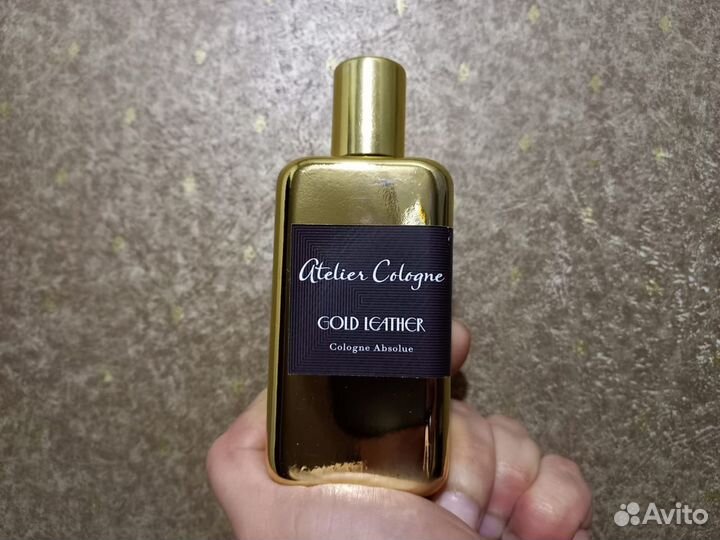 Atelier Cologne
GOLD LEATHER
Cologne Absolue
Avito